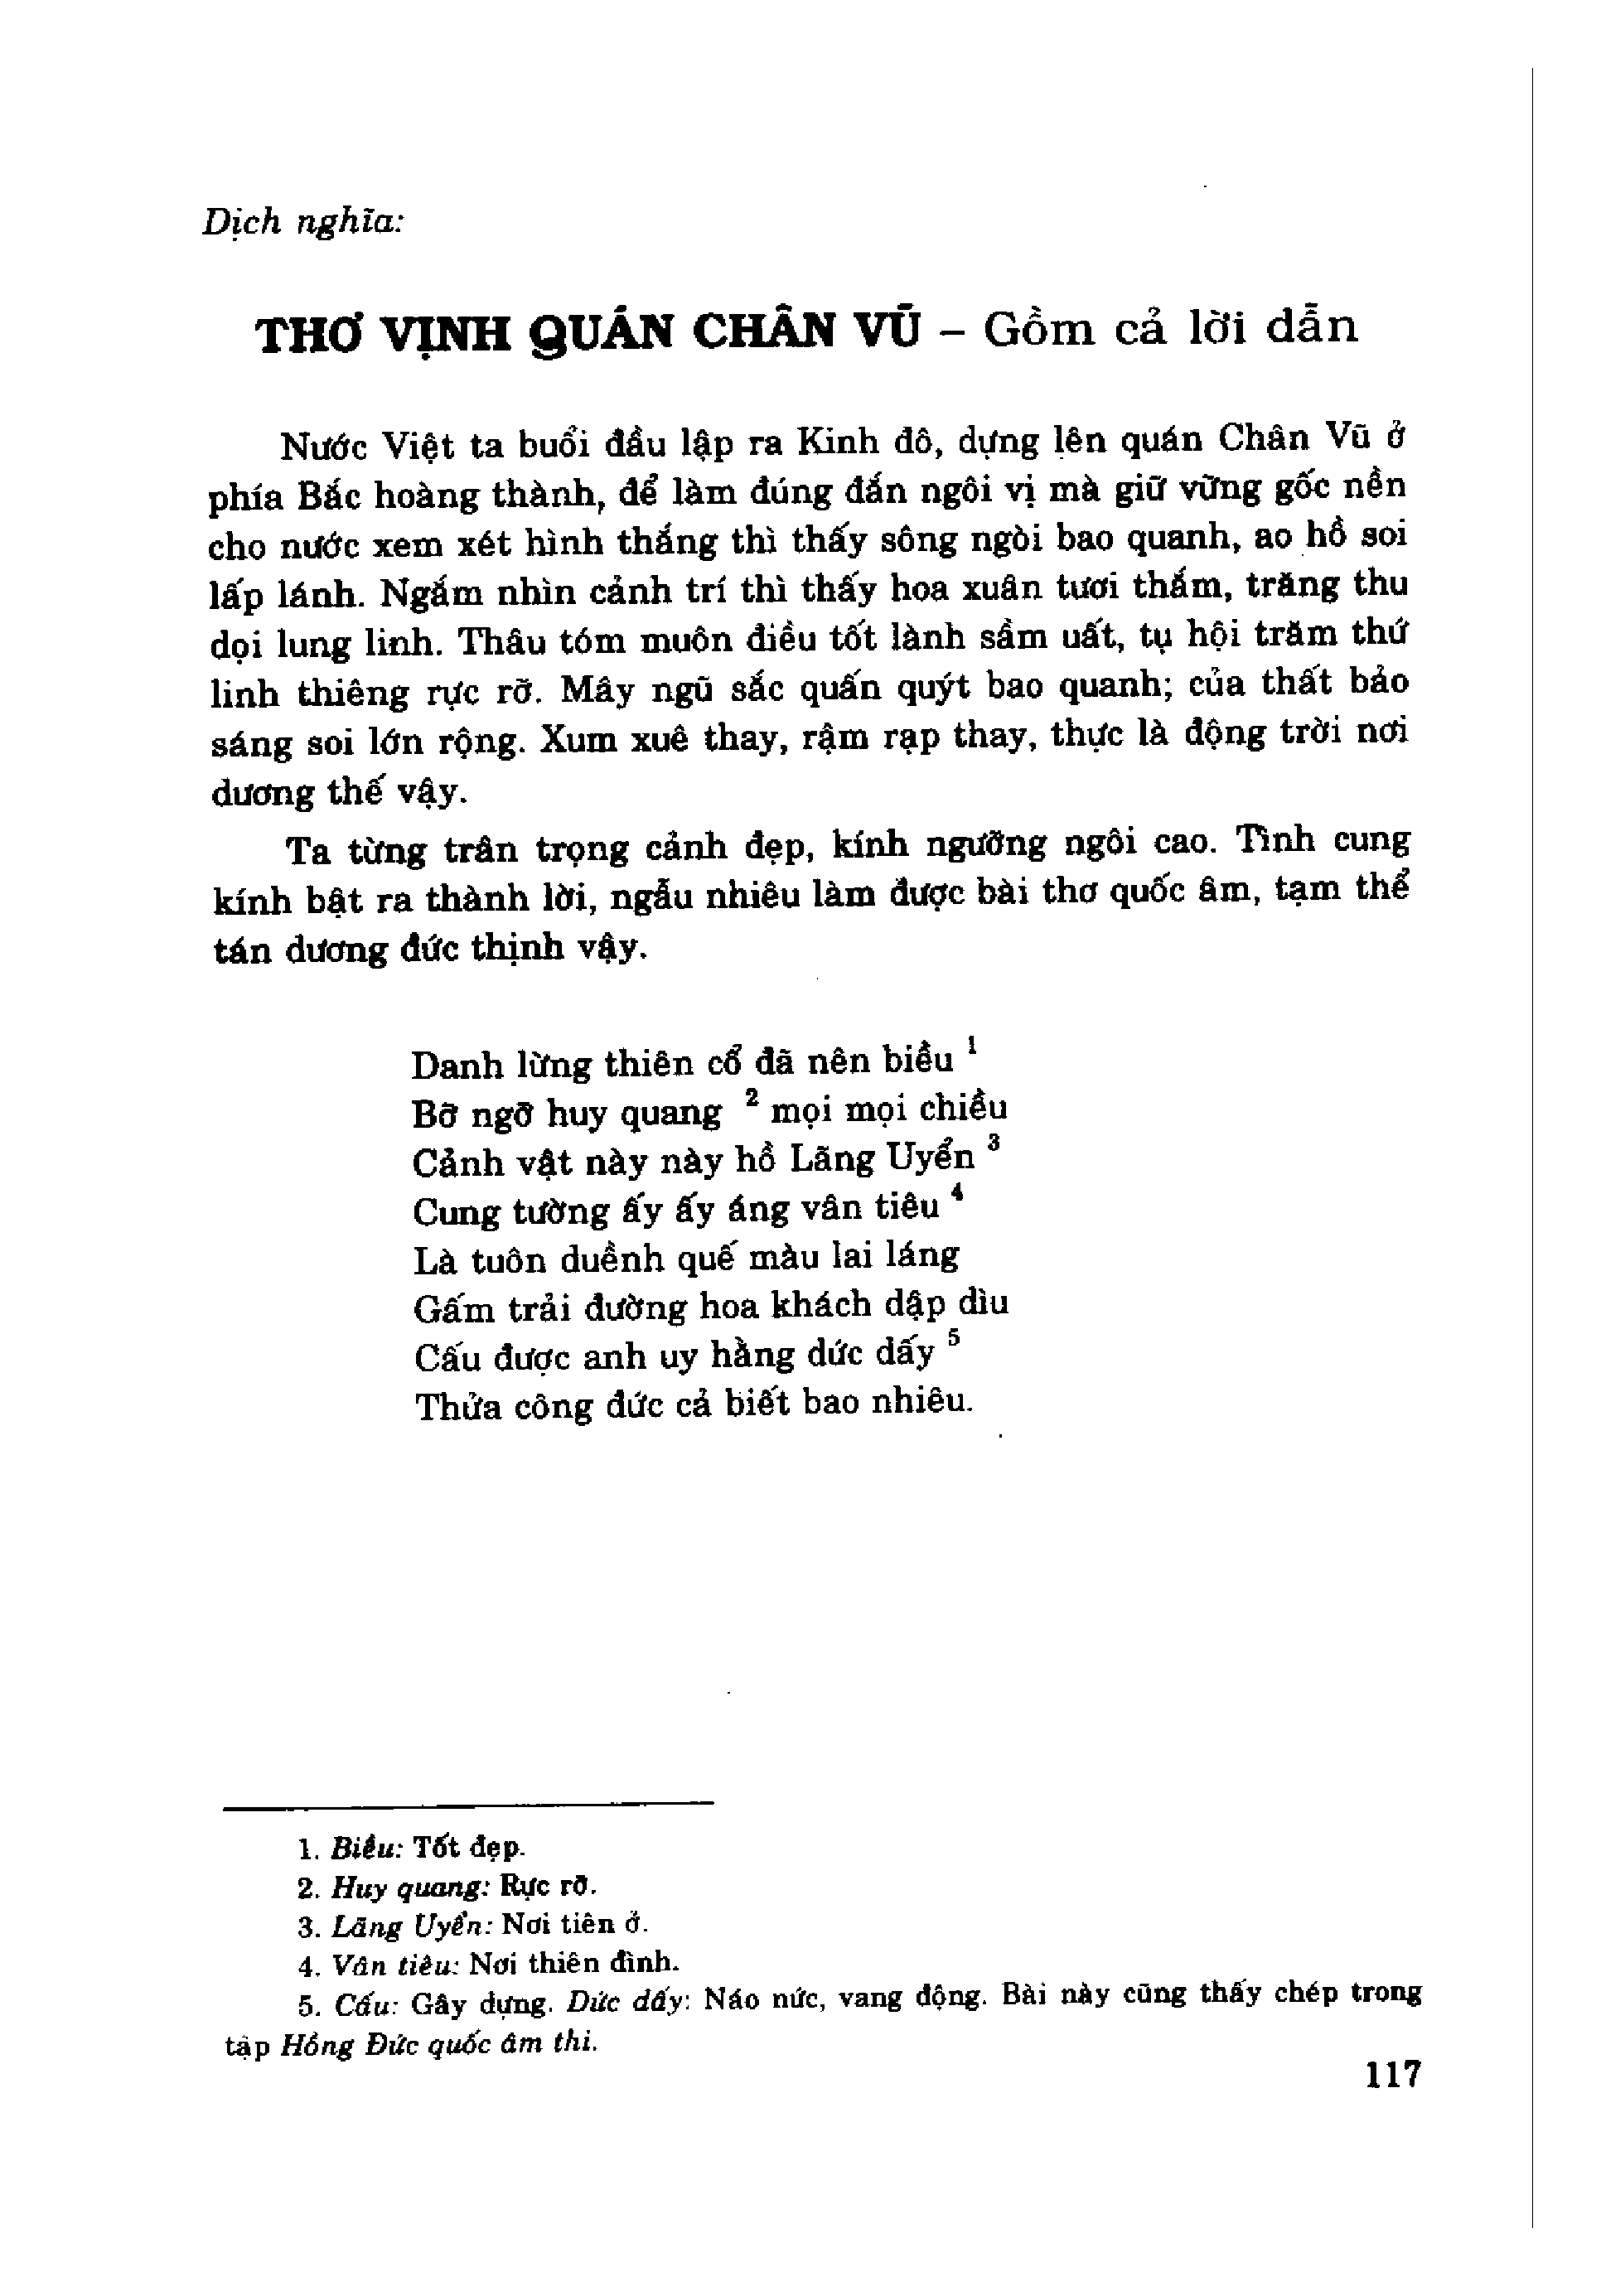 Dịch nghĩa:
THƠ VỊNH QUÁN CHÂN VŨ – Gồm cả lời dẫn
Nước Việt ta buổi đầu lập ra Kinh đô, dựng lên quán Chân Vũ ở
phía Bắc hoàng thành, để làm đúng đắn ngôi vị mà giữ vững gốc nền
cho nước xem xét hình thắng thì thấy sông ngòi bao quanh, ao hồ soi
lấp lánh. Ngắm nhìn cảnh trí thì thấy hoa xuân tươi thắm, trăng thu
dọi lung linh. Thâu tóm muôn điều tốt lành sầm uất, tụ hội trăm thứ
linh thiêng rực rỡ. Mây ngũ sắc quấn quýt bao quanh; của thất bảo
sáng soi lớn rộng. Xum xuê thay, rậm rạp thay, thực là động trời nơi
dương thế vậy.
Ta từng trân trọng cảnh đẹp, kính ngưỡng ngôi cao. Tình cung
kính bật ra thành lời, ngẫu nhiêu làm được bài thơ quốc âm, tạm thể
tán dương đức thịnh vậy.
Danh lừng thiên cổ đã nên biều ¹
Bỡ ngỡ huy quang ² mọi mọi chiều
Cảnh vật này này hồ Lãng Uyển ³
Cung tường ấy ấy áng vân tiêu ⁴
Là tuôn duềnh quế màu lai láng
Gấm trải đường hoa khách dập dìu
Cấu được anh uy hằng dức dấy ⁵
Thửa công đức cả biết bao nhiêu.
1. Biều: Tốt đẹp.
2. Huy quang: Rực rỡ.
3. Lãng Uyển: Nơi tiên ở.
4. Vân tiêu: Nơi thiên đình.
5. Cấu: Gây dựng. Dức dấy: Náo nức, vang động. Bài này cũng thấy chép trong
tập Hồng Đức quốc âm thi.
117